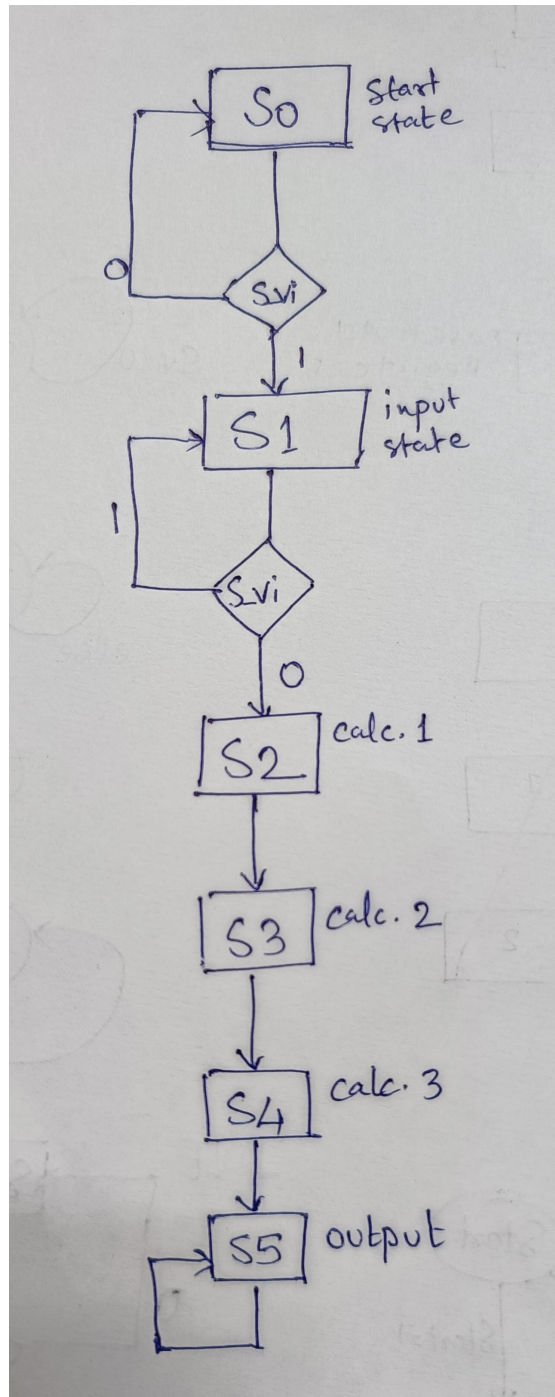 S0
start
state
0
S_vi
1
S1
input
state
1
S_vi
0
S2
calc. 1
S3
calc. 2
S4
calc. 3
S5
output